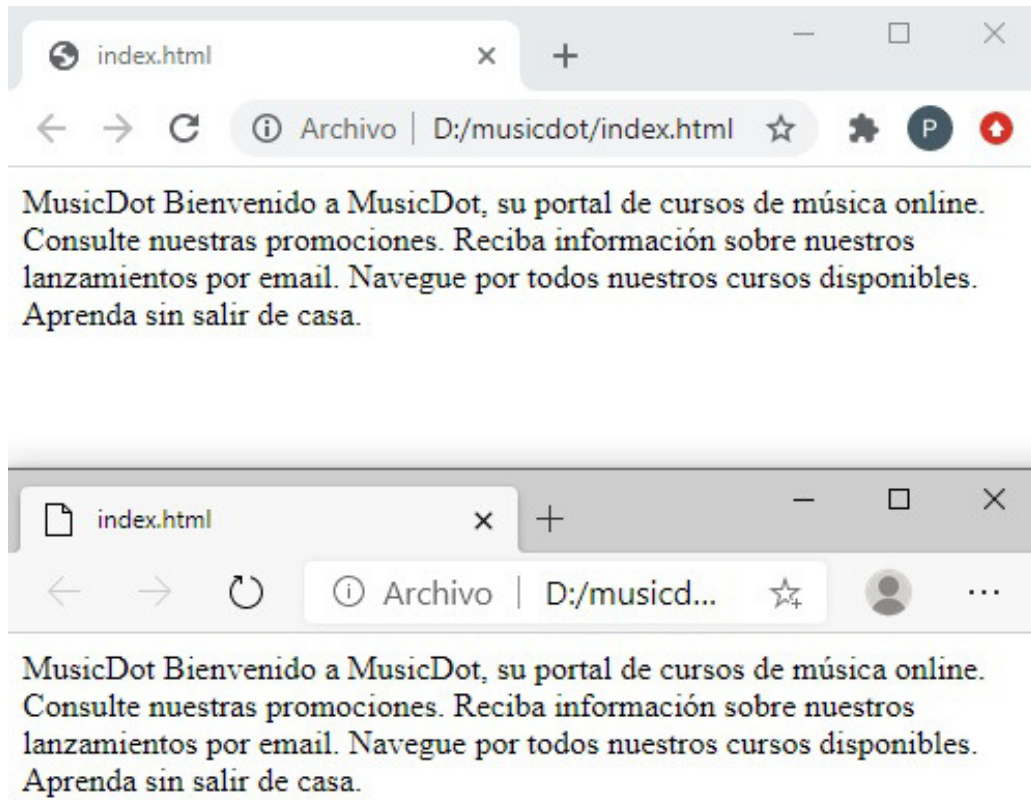 index.html
Archivo | D:/musicdot/index.html
P
MusicDot Bienvenido a MusicDot, su portal de cursos de música online.
Consulte nuestras promociones. Reciba información sobre nuestros
lanzamientos por email. Navegue por todos nuestros cursos disponibles.
Aprenda sin salir de casa.
index.html
Archivo | D:/musicd...
MusicDot Bienvenido a MusicDot, su portal de cursos de música online.
Consulte nuestras promociones. Reciba información sobre nuestros
lanzamientos por email. Navegue por todos nuestros cursos disponibles.
Aprenda sin salir de casa.